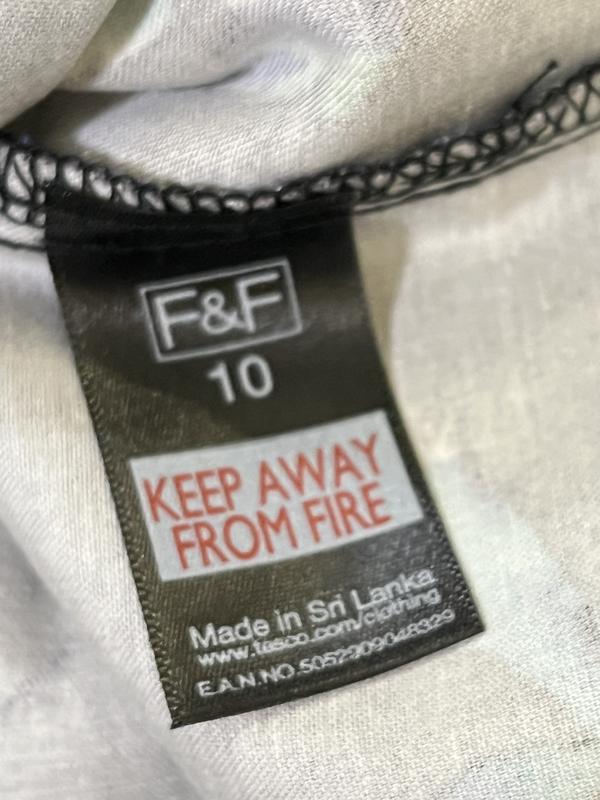 F&F
10
KEEP AWAY
FROM FIRE
Made in Sri Lanka
www.tesco.com/clothing
E.A.N.NO.5052909048329